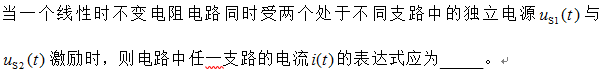 当一个线性时不变电阻电路同时受两个处于不同支路中的独立电源u_{S1}(t)与
u_{S2}(t)激励时，则电路中任一支路的电流i(t)的表达式应为_____。